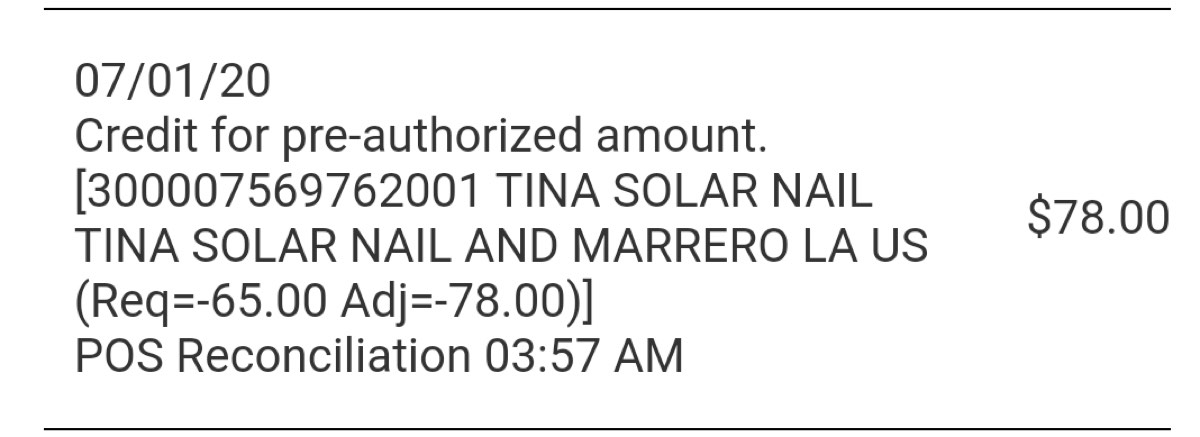 07/01/20
Credit for pre-authorized amount.
[300007569762001 TINA SOLAR NAIL
TINA SOLAR NAIL AND MARRERO LA US
(Req=-65.00 Adj=-78.00)]
POS Reconciliation 03:57 AM
$78.00